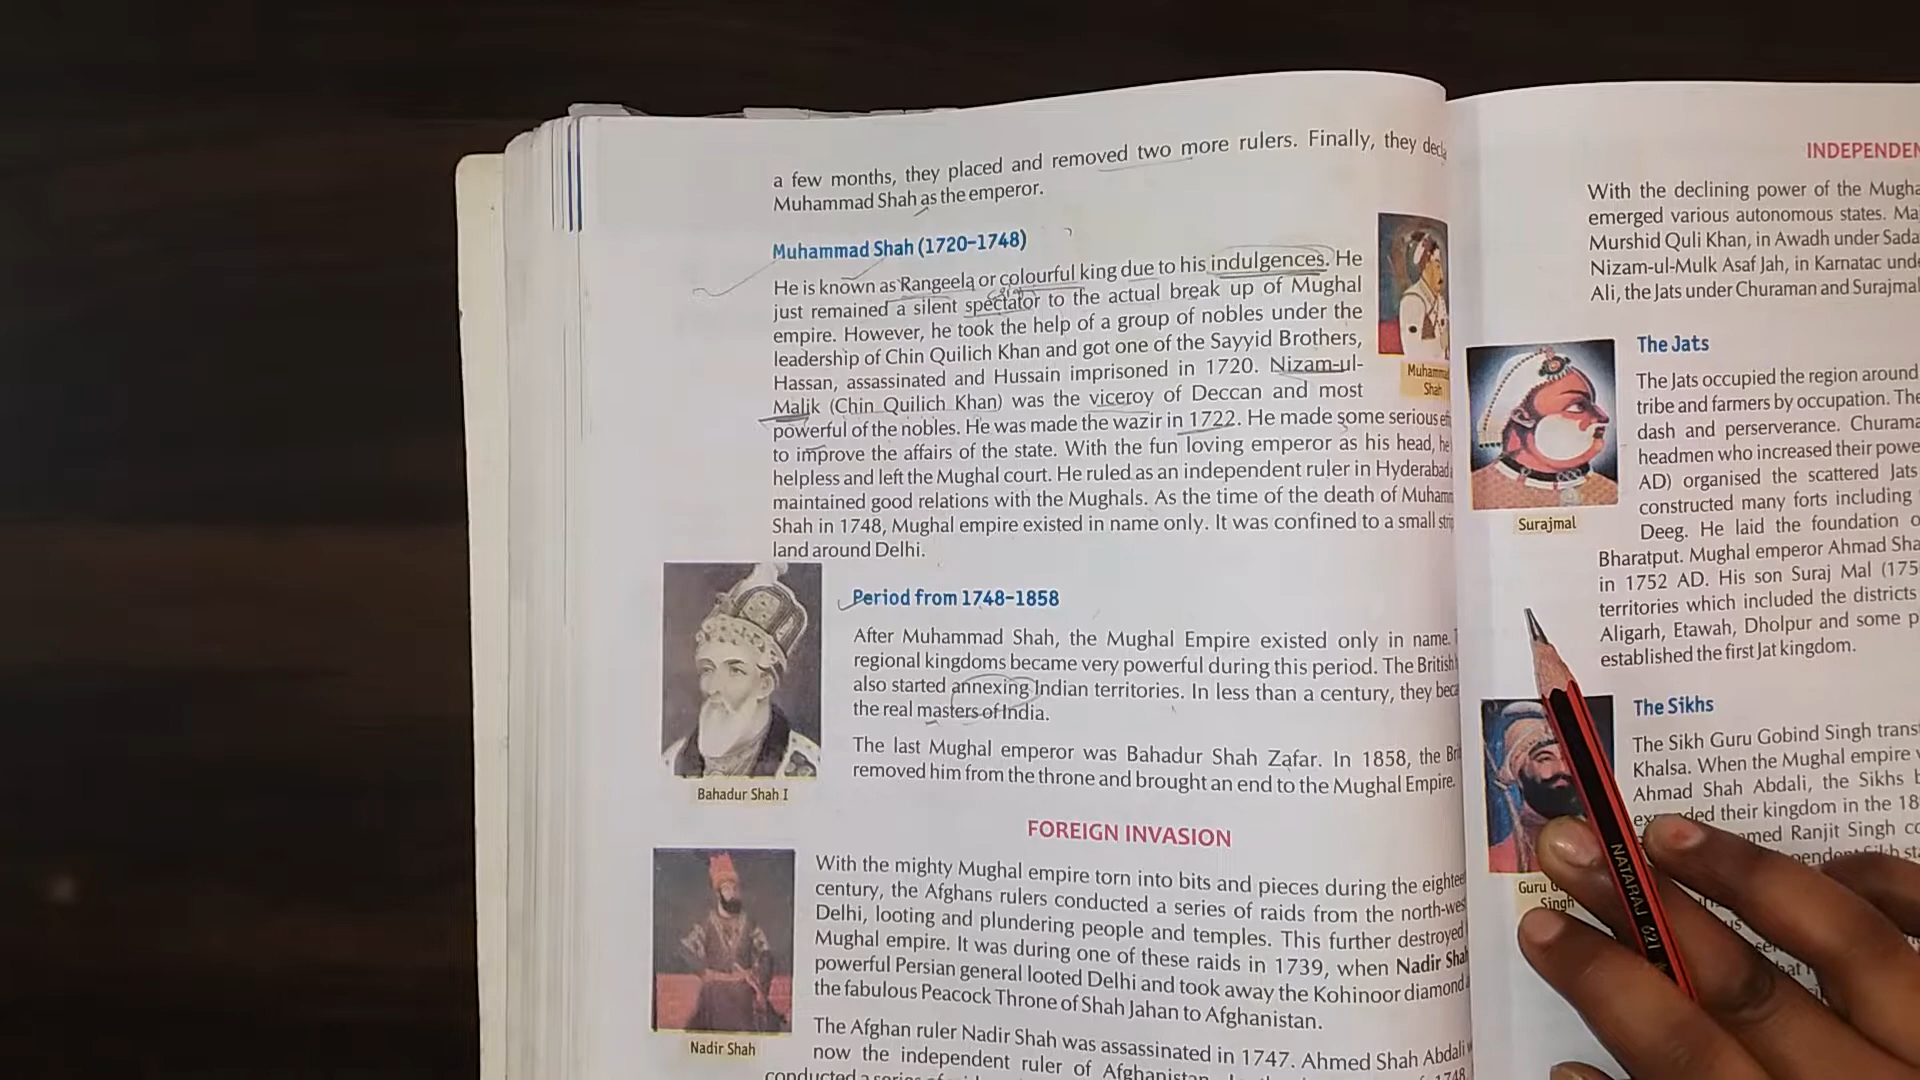 a few months, they placed and removed two more rulers. Finally, they
Muhammad Shah as the emperor.
Muhammad Shah (1720–1748)
He is known as Rangeela or colourful king due to his indulgences. He
just remained a silent spectator to the actual break up of Mughal
empire. However, he took the help of a group of nobles under the
leadership of Chin Quilich Khan and got one of the Sayyid Brothers,
Hassan, assassinated and Hussain imprisoned in 1720. Nizam-ul-
Malik (Chin Quilich Khan) was the viceroy of Deccan and most
powerful of the nobles. He was made the wazir in 1722. He made some serious
to improve the affairs of the state. With the fun loving emperor as his head, he
helpless and left the Mughal court. He ruled as an independent ruler in Hyderabad
maintained good relations with the Mughals. As the time of the death of
Shah in 1748, Mughal empire existed in name only. It was confined to a small
land around Delhi.
Shah
Period from 1748–1858
After Muhammad Shah, the Mughal Empire existed only in name.
regional kingdoms became very powerful during this period. The British
also started annexing Indian territories. In less than a century, they
the real masters of India.
The last Mughal emperor was Bahadur Shah Zafar. In 1858, the
removed him from the throne and brought an end to the Mughal Empire.
Bahadur Shah I
FOREIGN INVASION
With the mighty Mughal empire torn into bits and pieces during the
century, the Afghans rulers conducted a series of raids from the
Delhi, looting and plundering people and temples. This further destroyed
Mughal empire. It was during one of these raids in 1739, when Nadir
powerful Persian general looted Delhi and took away the Kohinoor diamond
the fabulous Peacock Throne of Shah Jahan to Afghanistan.
The Afghan ruler Nadir Shah was assassinated in 1747. Ahmed Shah Abdali
now the independent ruler of
Nadir Shah
With the declining power of the
emerged various autonomous states.
Murshid Quli Khan, in Awadh under
Nizam-ul-Mulk Asaf Jah, in Karnatac
Ali, the Jats under Churaman and
The Jats
The Jats occupied the region around
tribe and farmers by occupation.
dash and perserverance.
headmen who increased their
AD) organised the scattered Jats
constructed many forts including
Deeg. He laid the foundation
Bharatput. Mughal emperor Ahmad
in 1752 AD. His son Suraj Mal
territories which included the districts
Aligarh, Etawah, Dholpur and some
established the first Jat kingdom.
Surajmal
The Sikhs
The Sikh Guru Gobind Singh
Khalsa. When the Mughal empire
Ahmad Shah Abdali, the Sikhs
their kingdom in the
Ranjit Singh
Guru
Singh
NATARAJ 621